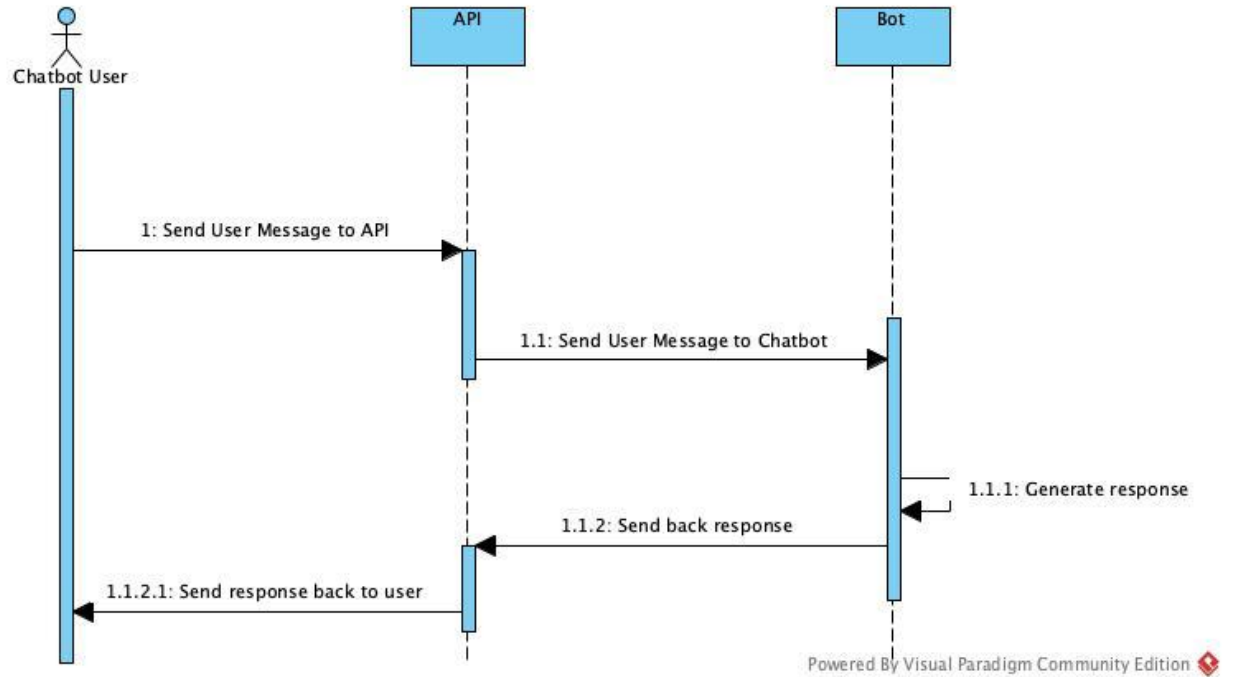 API
Bot
Chatbot User
1: Send User Message to API
1.1: Send User Message to Chatbot
1.1.1: Generate response
1.1.2: Send back response
1.1.2.1: Send response back to user
Powered By Visual Paradigm Community Edition